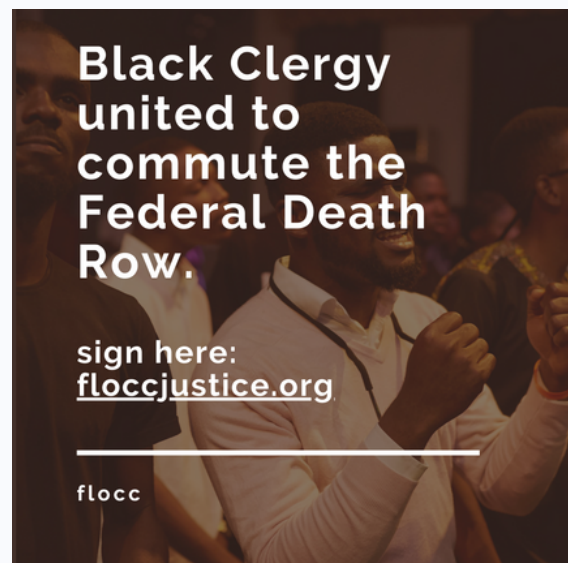 Black Clergy
united to
commute the
Federal Death
Row.
sign here:
floccjustice.org
flocc